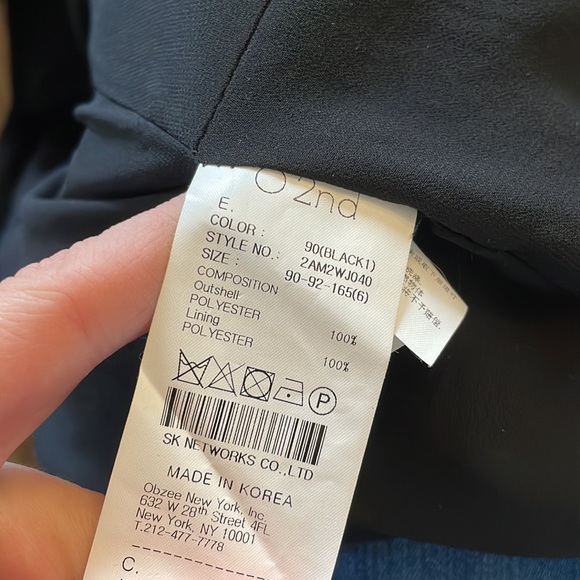 O2nd
E.
COLOR : 90(BLACK1)
STYLE NO.: 2AM2WJ040
SIZE : 90-92-165(6)
COMPOSITION
Outshell
POLYESTER 100%
Lining
POLYESTER 100%
P
SK NETWORKS CO.,LTD
MADE IN KOREA
Obzee New York, Inc
632 W 28th Street 4FL
New York, NY 10001
T.212-477-7778
C.